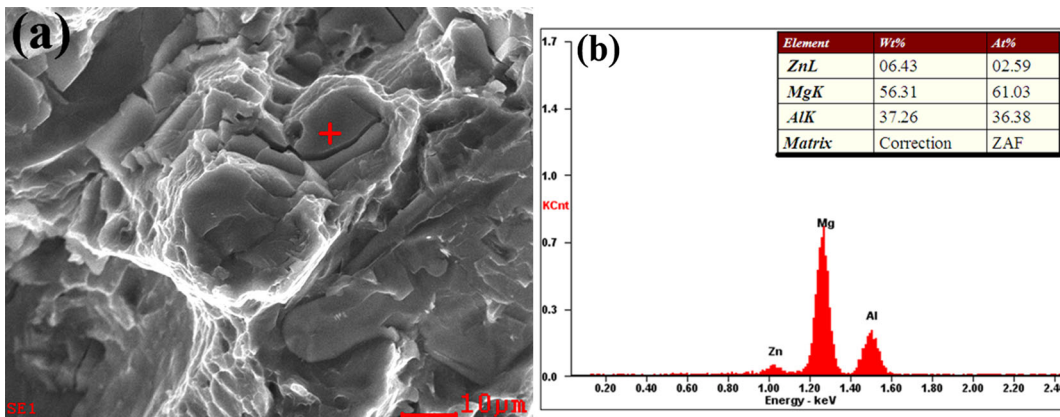 (a)
SE1
10μm
(b)
Element Wt% At%
ZnL 06.43 02.59
MgK 56.31 61.03
AlK 37.26 36.38
Matrix Correction ZAF
1.7
1.4
1.0
KCnt
0.7
0.3
0.0
Zn
Mg
Al
0.20 0.40 0.60 0.80 1.00 1.20 1.40 1.60 1.80 2.00 2.20 2.4
Energy - keV